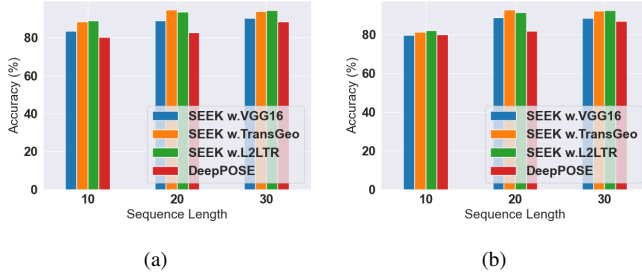 80
60
40
20
0
Accuracy (%)
SEEK w.VGG16
SEEK w.TransGeo
SEEK w.L2LTR
DeepPOSE
10 20 30
Sequence Length
(a)
80
60
40
20
0
Accuracy (%)
SEEK w.VGG16
SEEK w.TransGeo
SEEK w.L2LTR
DeepPOSE
10 20 30
Sequence Length
(b)